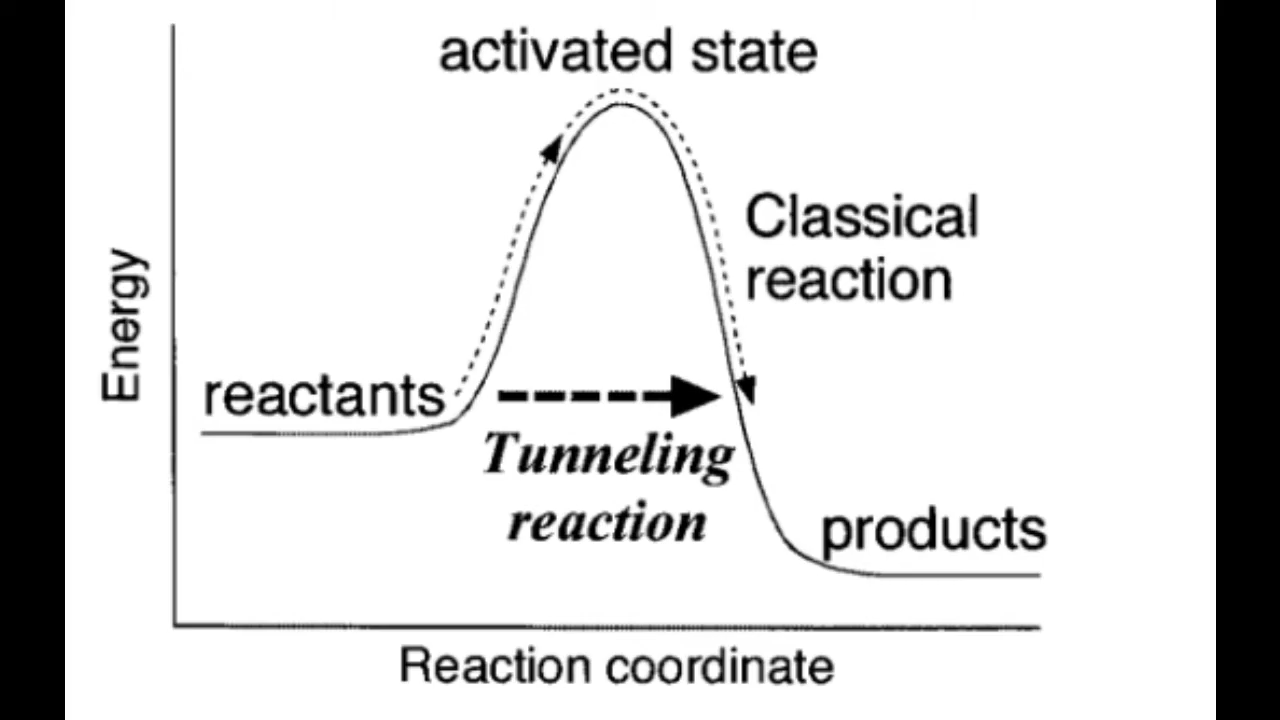 activated state
Classical
reaction
Energy
reactants
Tunneling
reaction
products
Reaction coordinate